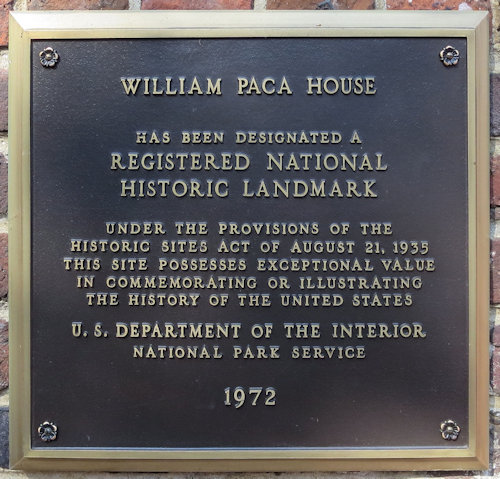 WILLIAM PACA HOUSE
HAS BEEN DESIGNATED A
REGISTERED NATIONAL
HISTORIC LANDMARK
UNDER THE PROVISIONS OF THE
HISTORIC SITES ACT OF AUGUST 21, 1935
THIS SITE POSSESSES EXCEPTIONAL VALUE
IN COMMEMORATING OR ILLUSTRATING
THE HISTORY OF THE UNITED STATES
U. S. DEPARTMENT OF THE INTERIOR
NATIONAL PARK SERVICE
1972